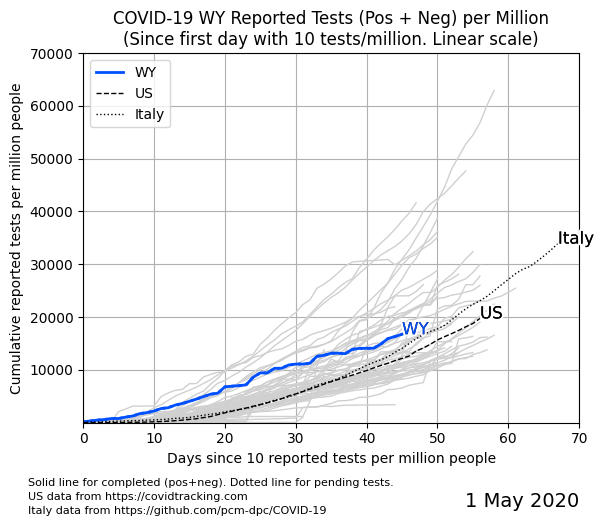 COVID-19 WY Reported Tests (Pos + Neg) per Million
(Since first day with 10 tests/million. Linear scale)
Cumulative reported tests per million people
70000
60000
50000
40000
30000
20000
10000
WY
US
Italy
Italy
US
WY
0 10 20 30 40 50 60 70
Days since 10 reported tests per million people
Solid line for completed (pos+neg). Dotted line for pending tests.
US data from https://covidtracking.com
Italy data from https://github.com/pcm-dpc/COVID-19
1 May 2020